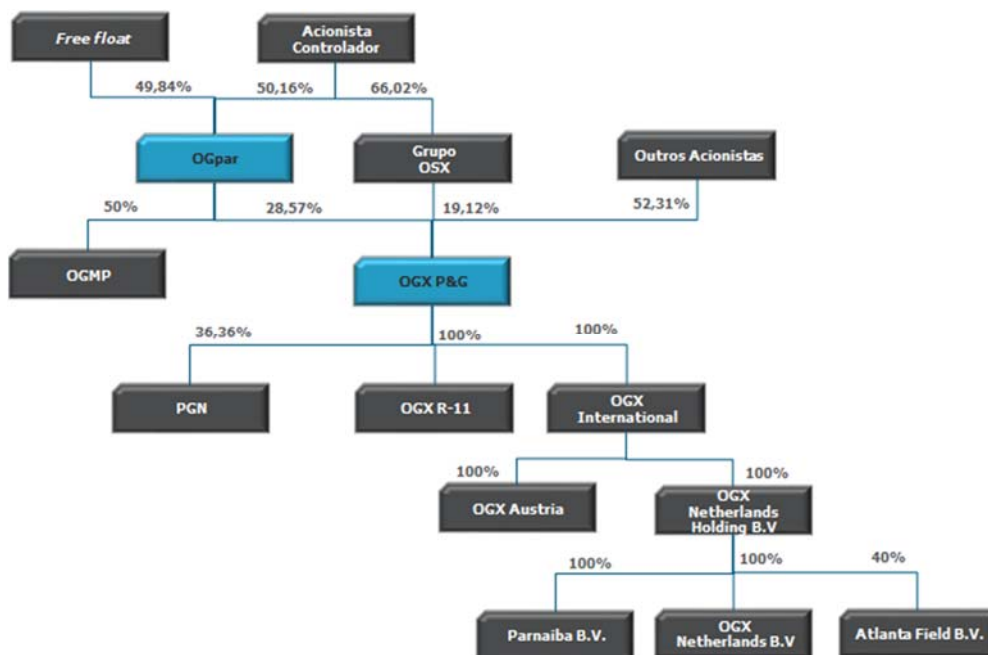 Free float
Acionista
Controlador
49,84%
50,16%
66,02%
OGpar
Grupo
OSX
Outros Acionistas
50%
28,57%
19,12%
52,31%
OGMP
OGX P&G
36,36%
100%
100%
PGN
OGX R-11
OGX
International
100%
100%
OGX Austria
OGX
Netherlands
Holding B.V
100%
100%
40%
Parnaiba B.V.
OGX
Netherlands B.V
Atlanta Field B.V.